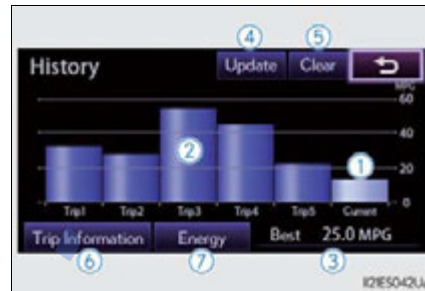 ④ ⑤
History Update Clear
MPG
60
40
②
① 20
0
Trip1 Trip2 Trip3 Trip4 Trip5 Current
Trip Information Energy Best 25.0 MPG
⑥ ⑦ ③